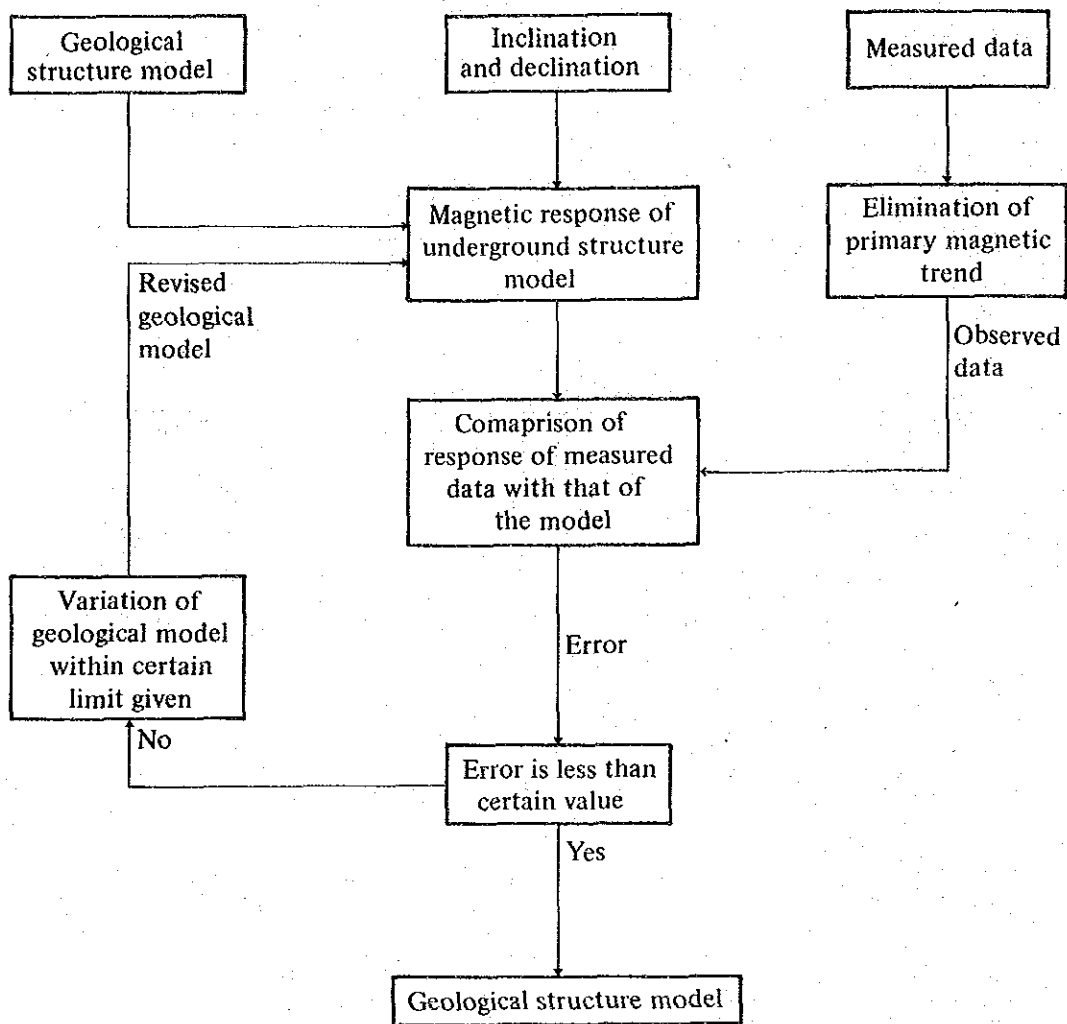 Geological
structure model
Inclination
and declination
Measured data
Magnetic response of
underground structure
model
Elimination of
primary magnetic
trend
Revised
geological
model
Observed
data
Comaprison of
response of measured
data with that of
the model
Variation of
geological model
within certain
limit given
Error
No
Error is less than
certain value
Yes
Geological structure model